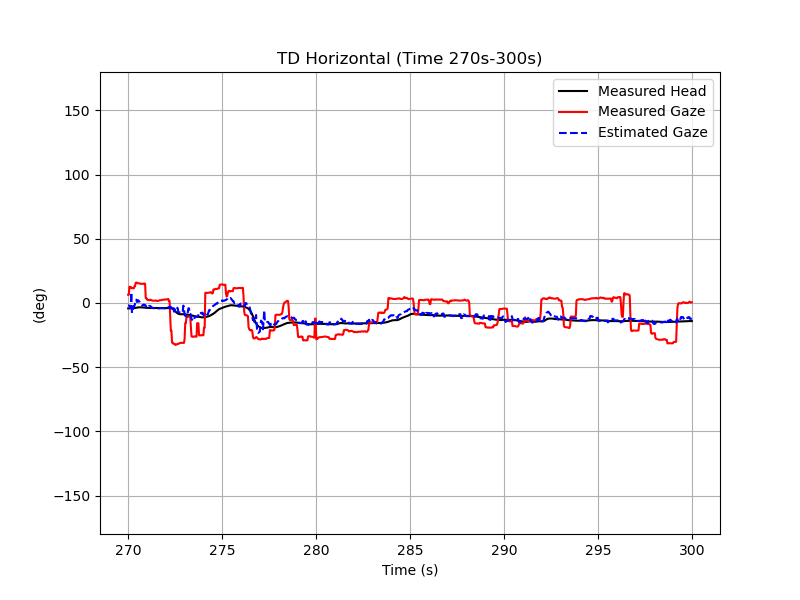 TD Horizontal (Time 270s-300s)
Measured Head
Measured Gaze
Estimated Gaze
150
100
50
0
−50
−100
−150
(deg)
270 275 280 285 290 295 300
Time (s)